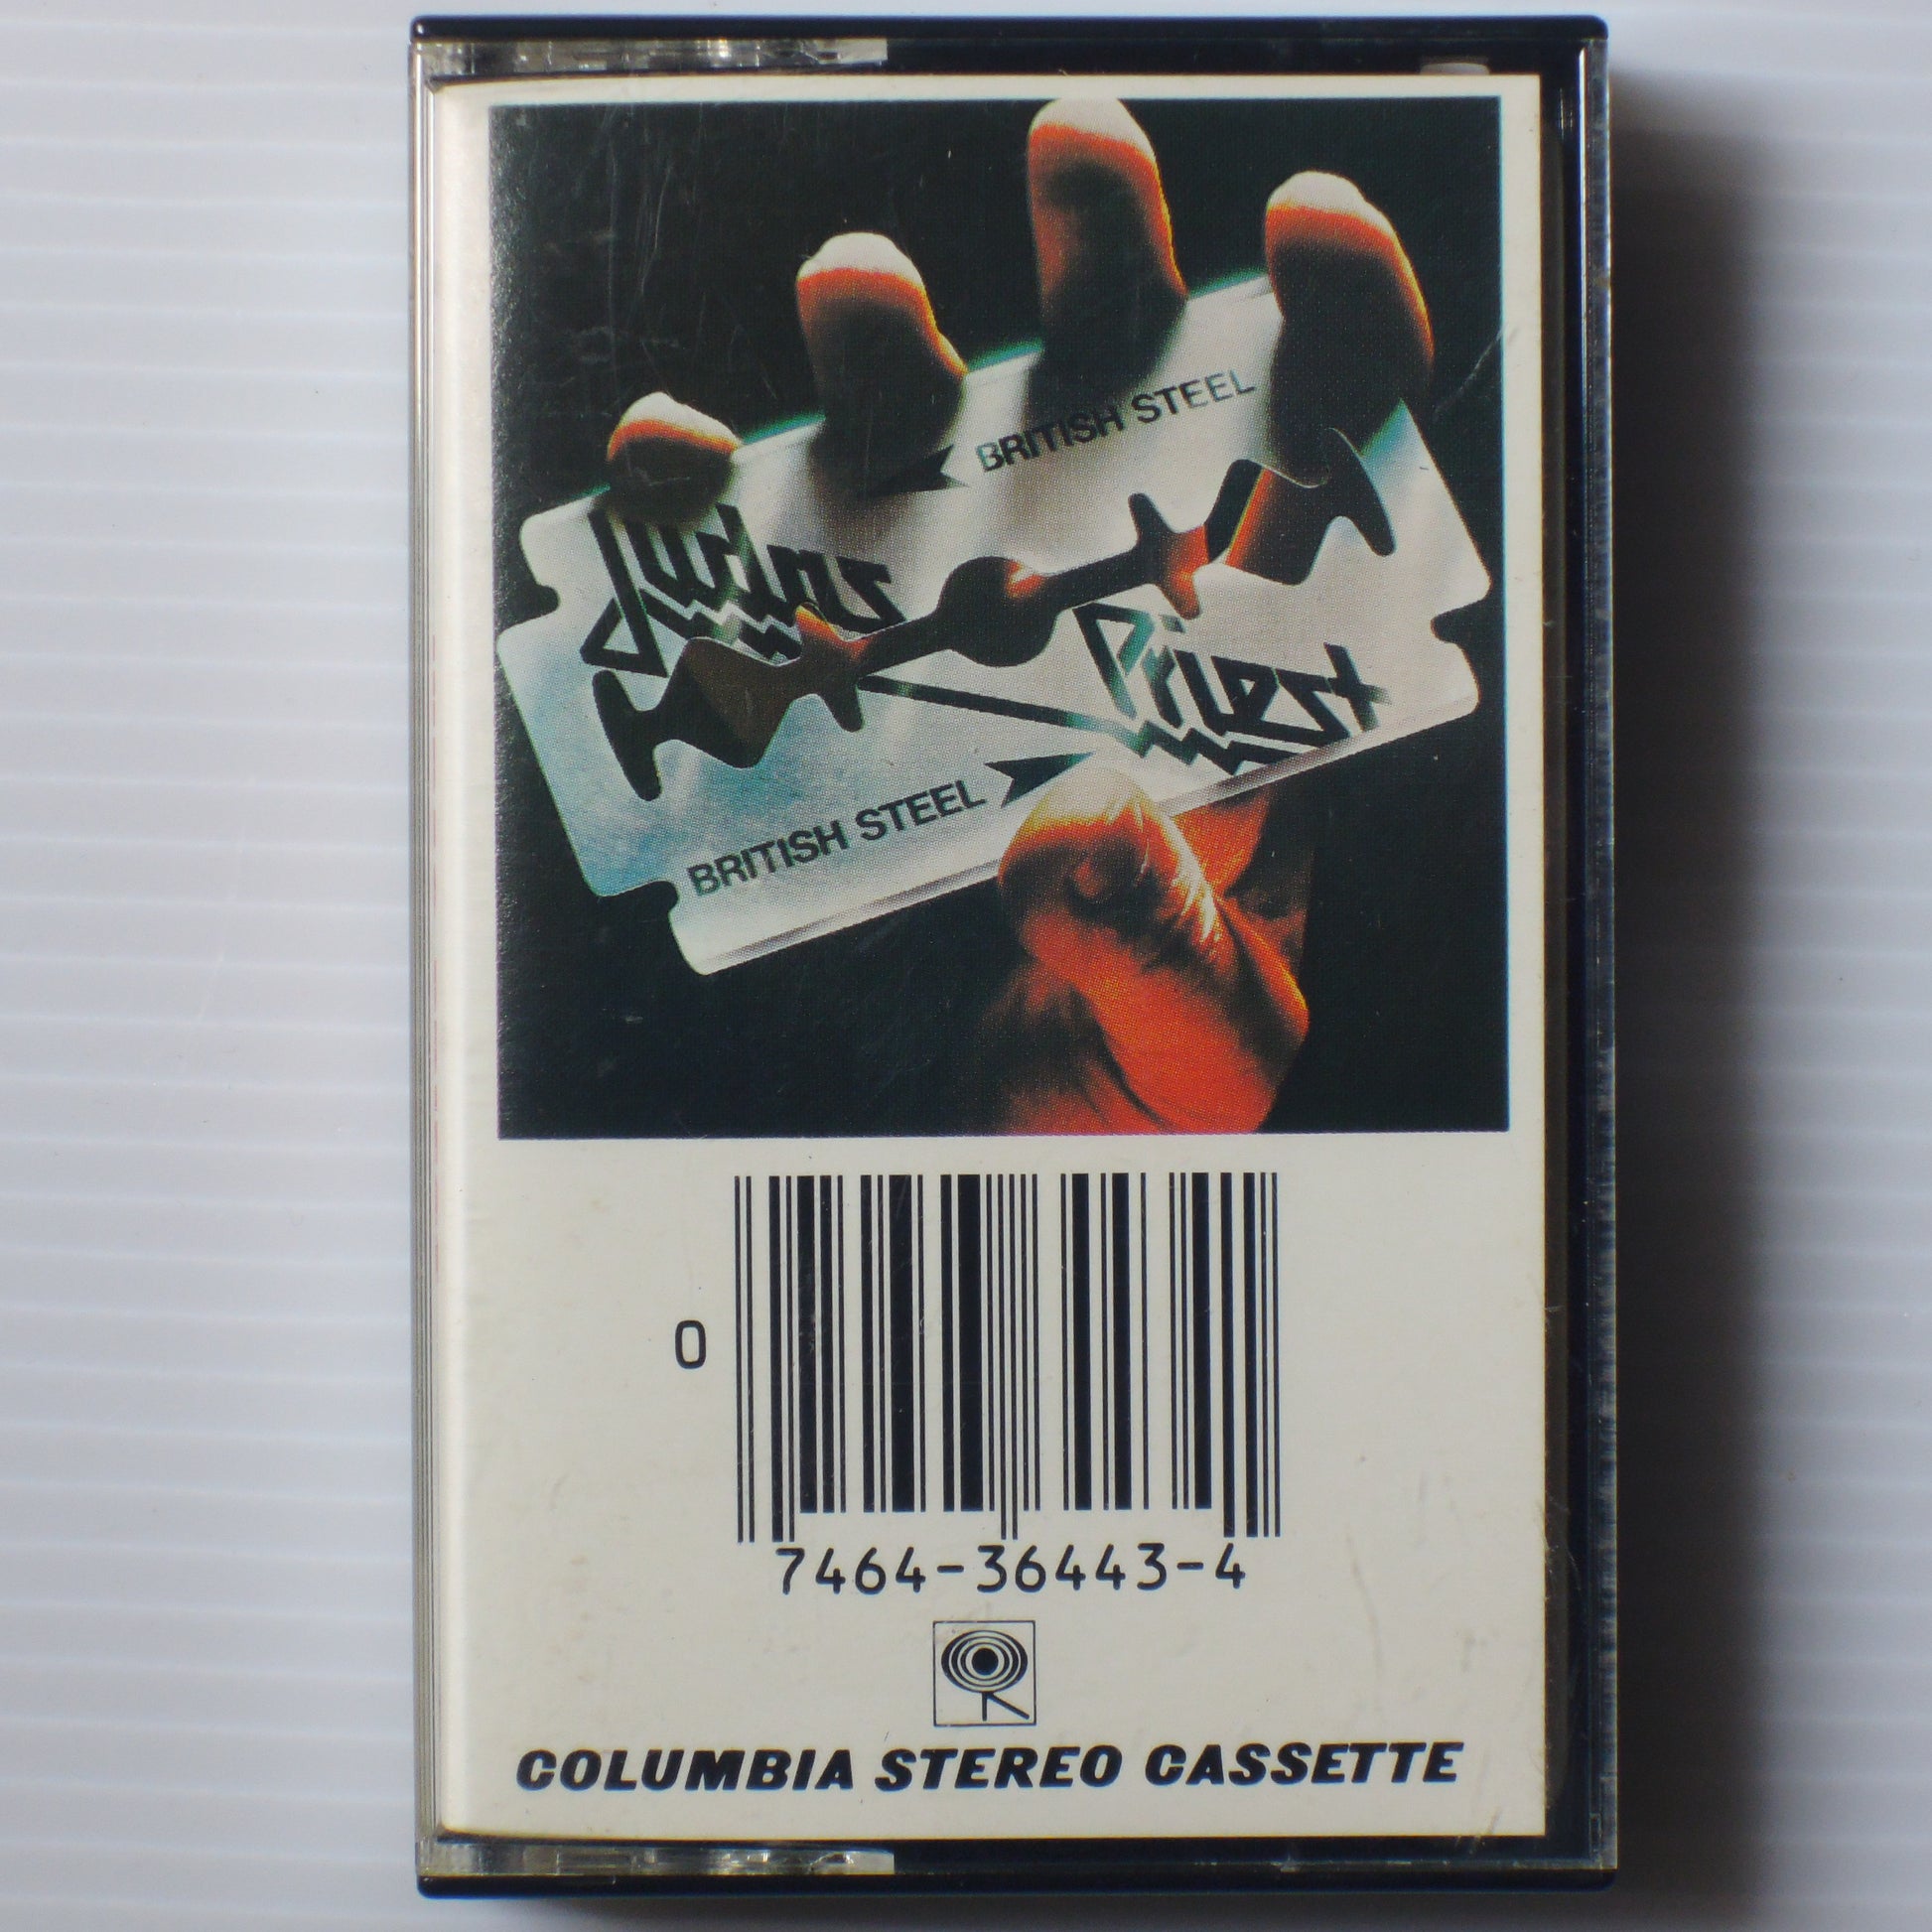 BRITISH STEEL
Judas
Priest
BRITISH STEEL
0
7464-36443-4
COLUMBIA STEREO CASSETTE